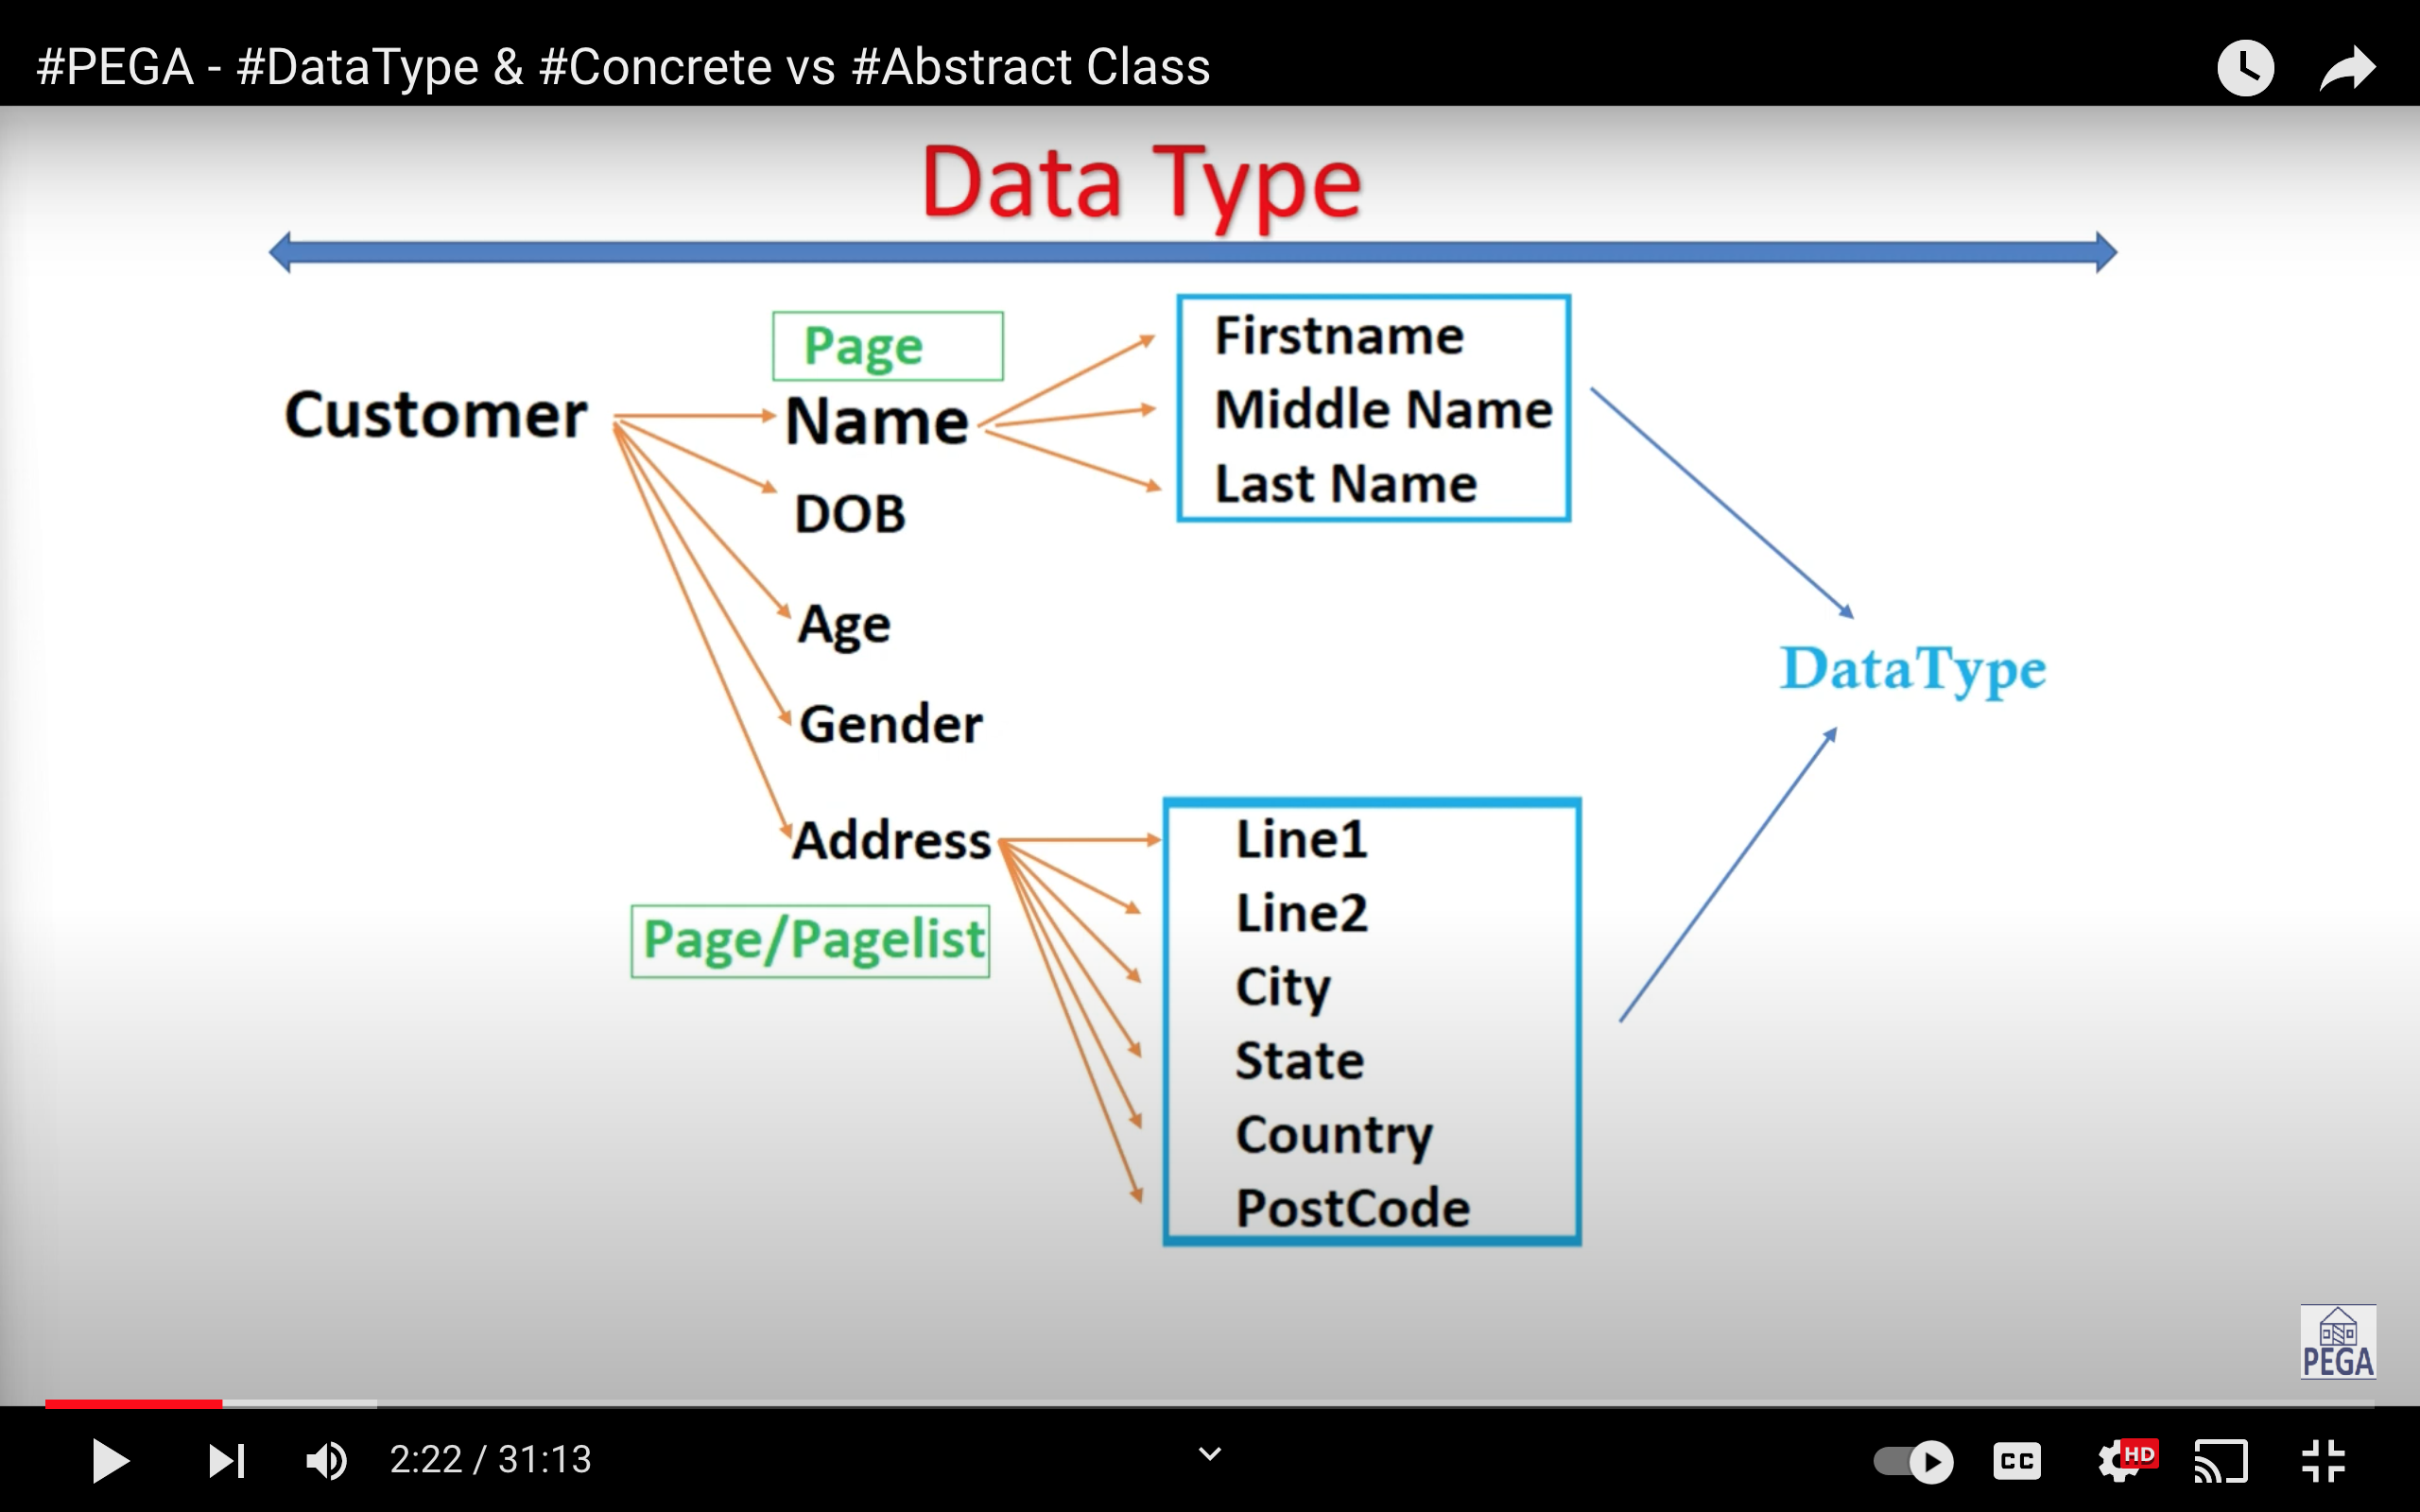 #PEGA - #DataType & #Concrete vs #Abstract Class
Data Type
Page
Customer
Name
DOB
Age
Gender
Address
Page/Pagelist
Firstname
Middle Name
Last Name
Line1
Line2
City
State
Country
PostCode
DataType
PEGA
2:22 / 31:13
CC
HD